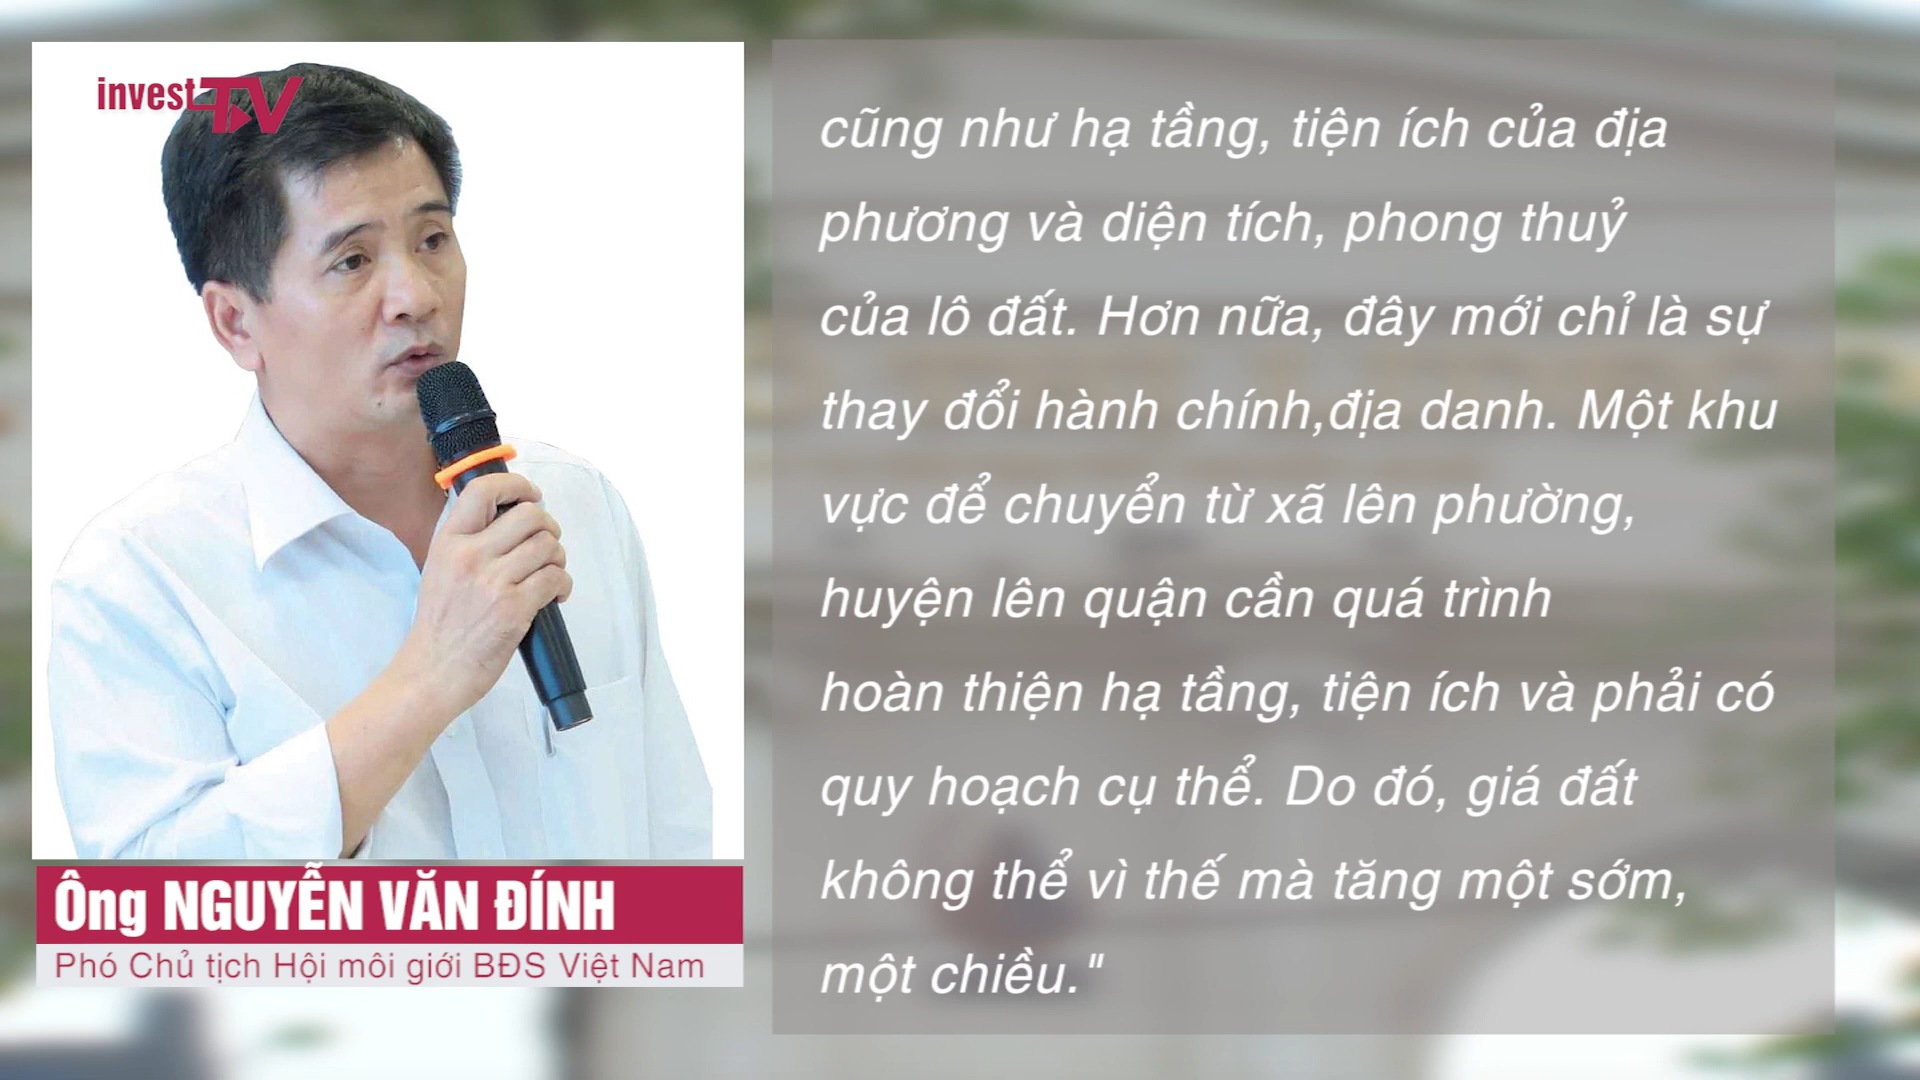 invest TV
cũng như hạ tầng, tiện ích của địa
phương và diện tích, phong thuỷ
của lô đất. Hơn nữa, đây mới chỉ là sự
thay đổi hành chính,địa danh. Một khu
vực để chuyển từ xã lên phường,
huyện lên quận cần quá trình
hoàn thiện hạ tầng, tiện ích và phải có
quy hoạch cụ thể. Do đó, giá đất
không thể vì thế mà tăng một sớm,
một chiều."
Ông NGUYỄN VĂN ĐÍNH
Phó Chủ tịch Hội môi giới BĐS Việt Nam